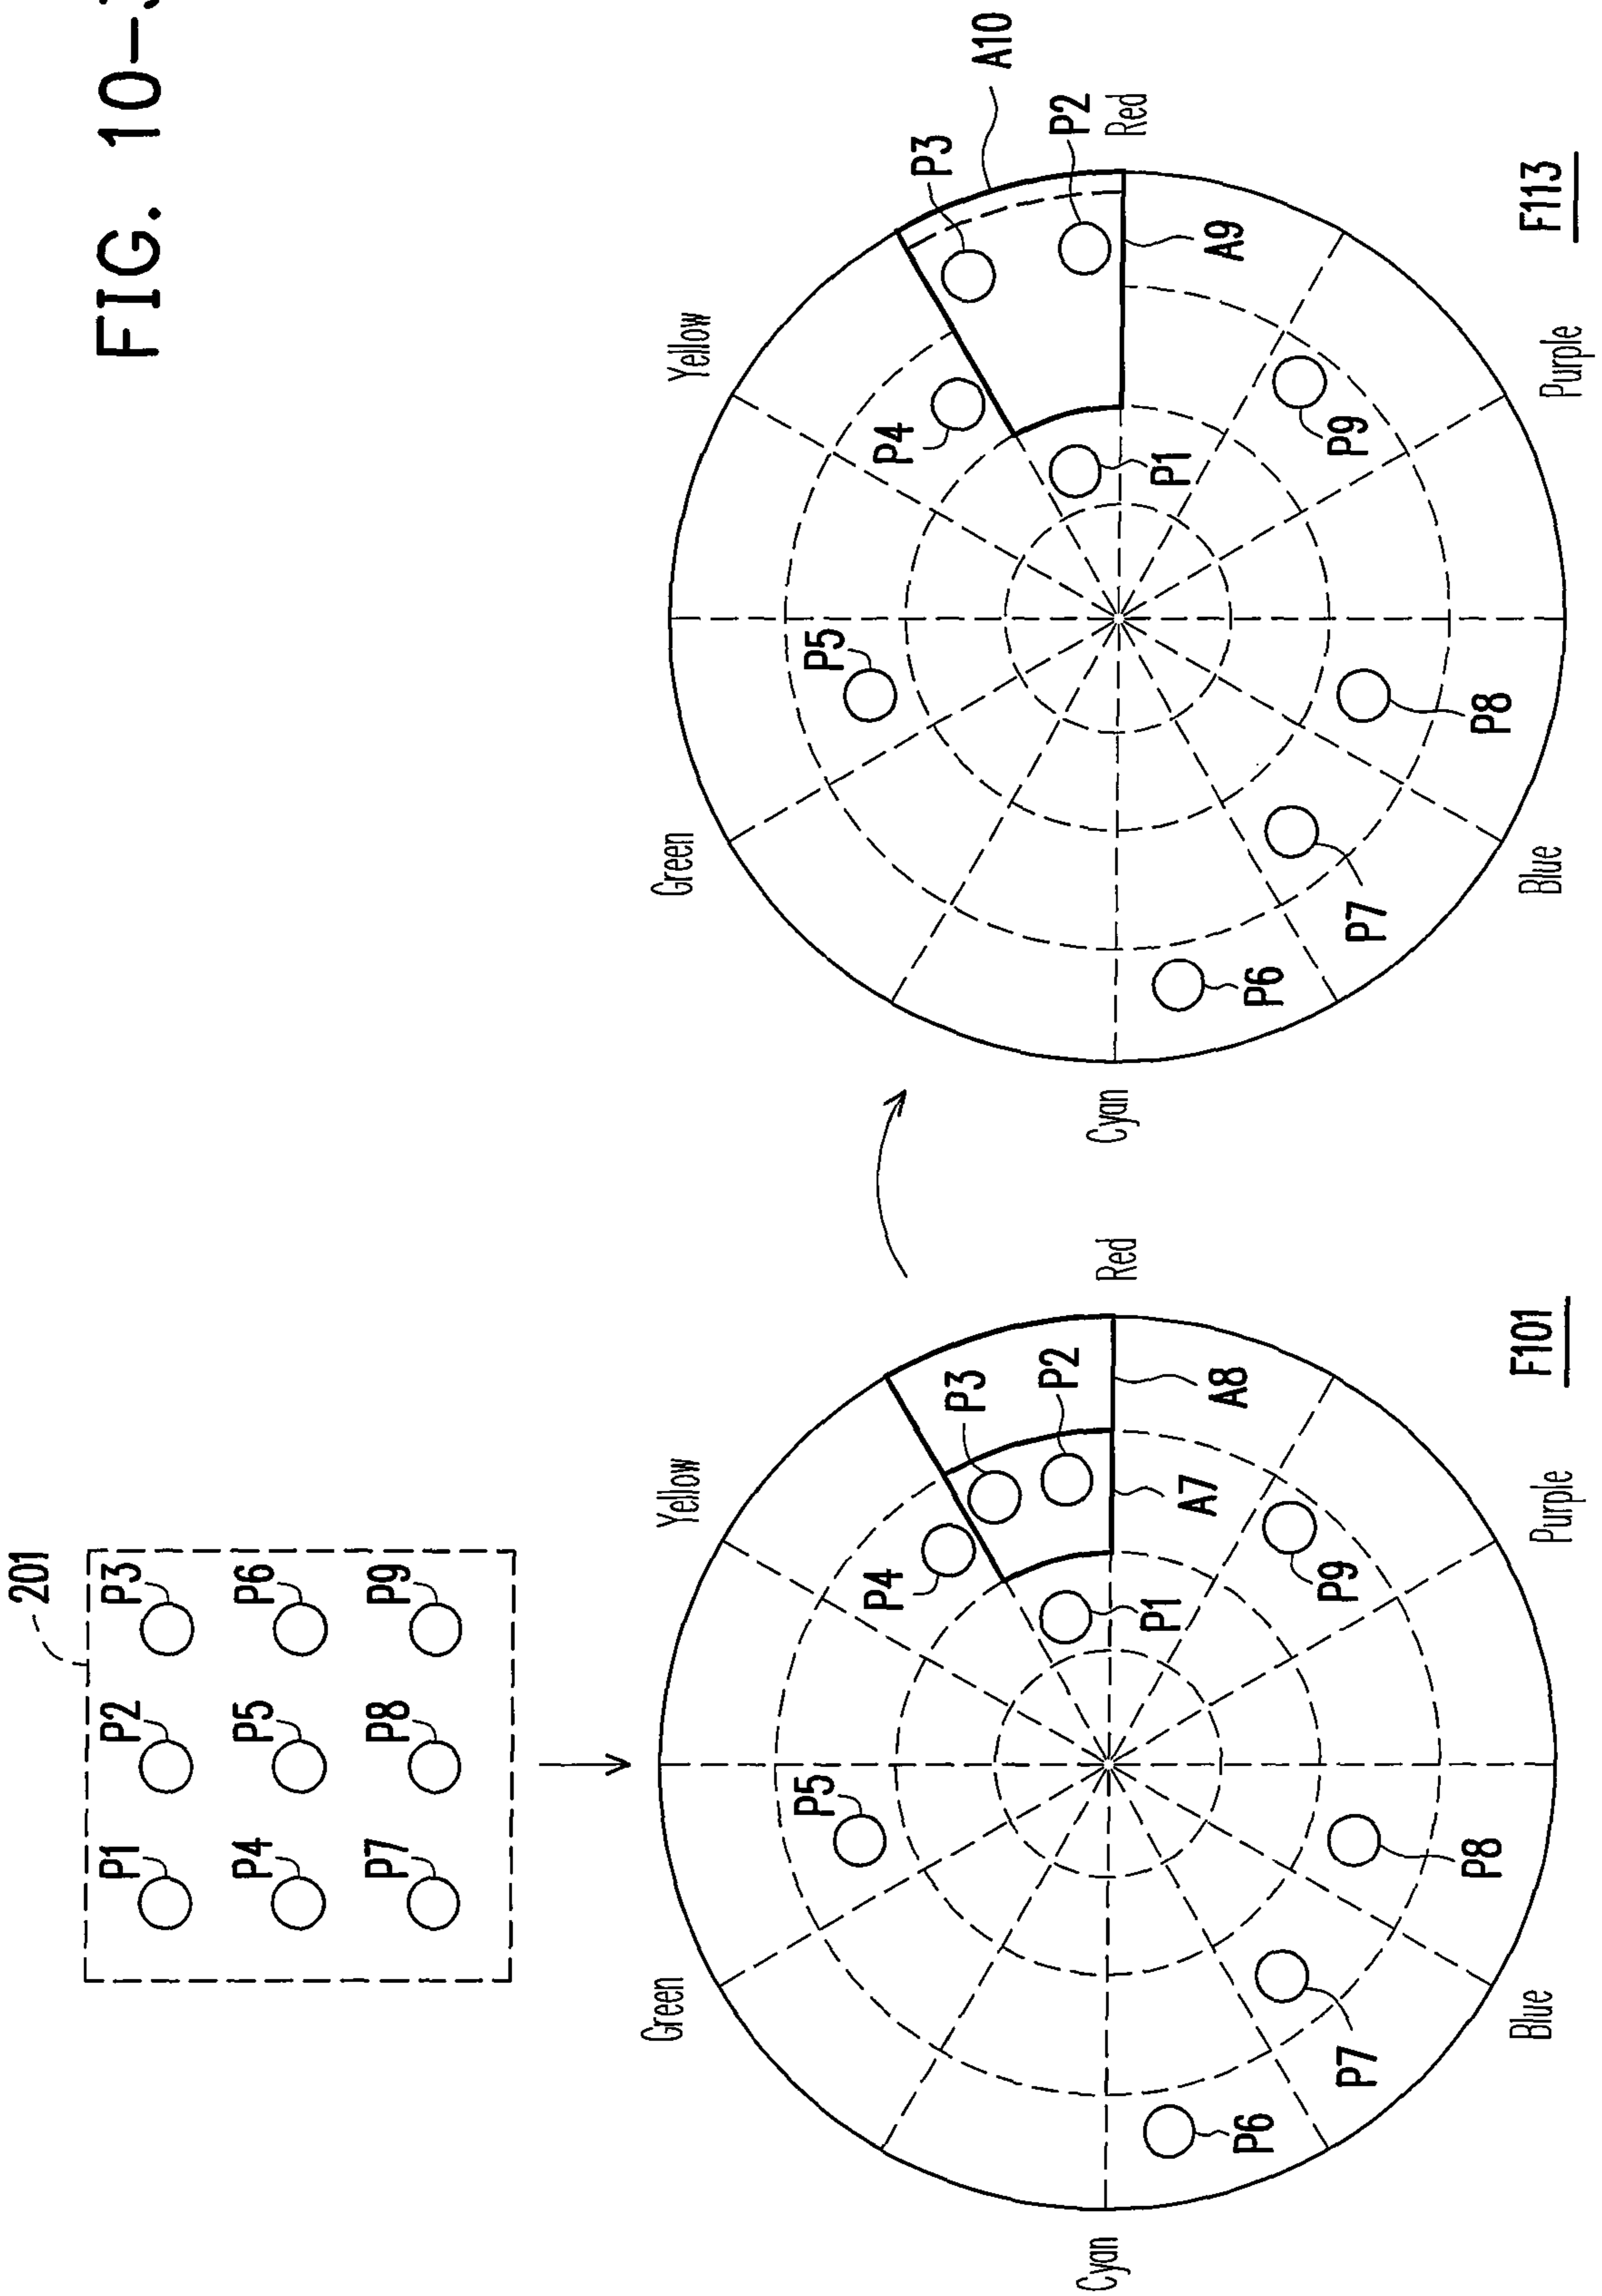 FIG. 10-
201
P1 P2 P3
P4 P5 P6
P7 P8 P9
Green Yellow
P5 P4 P3 P2
P1
Cyan Red
P6 P7 P8 P9 A7 A8
Blue Purple
F101
Green Yellow
P5 P4 P3 A10
P2
P1
Cyan Red
P6 P7 P8 P9 A9
Blue Purple
F113